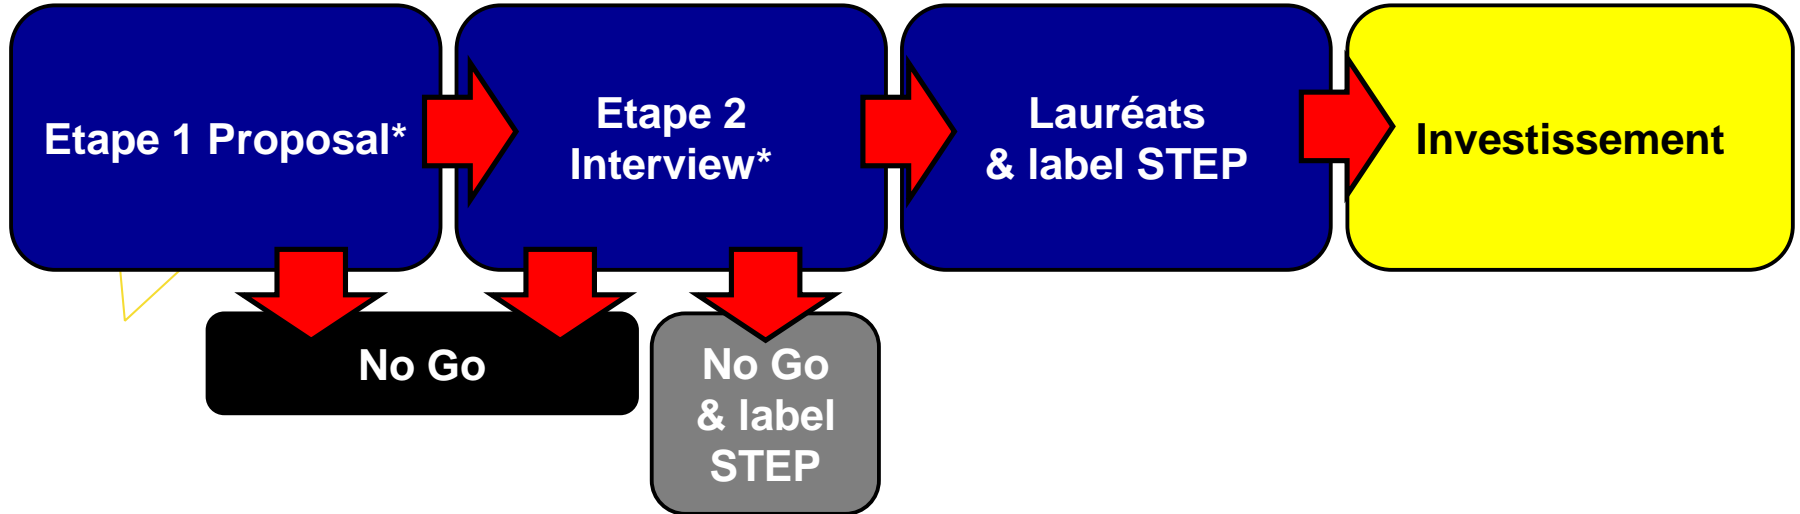 Etape 1 Proposal*
Etape 2
Interview*
Lauréats
& label STEP
Investissement
No Go
No Go
& label
STEP